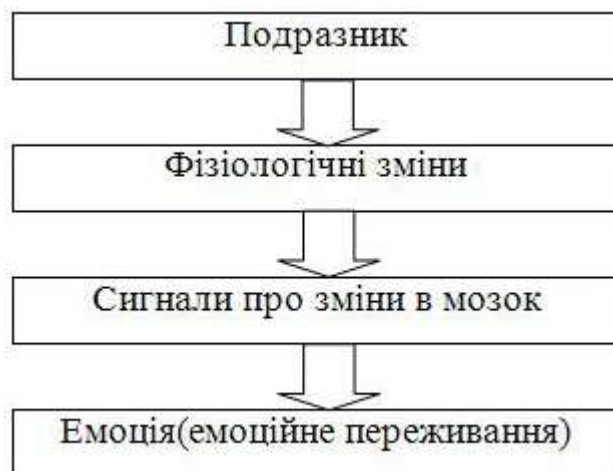 Подразник
Фізіологічні зміни
Сигнали про зміни в мозок
Емоція(емоційне переживання)